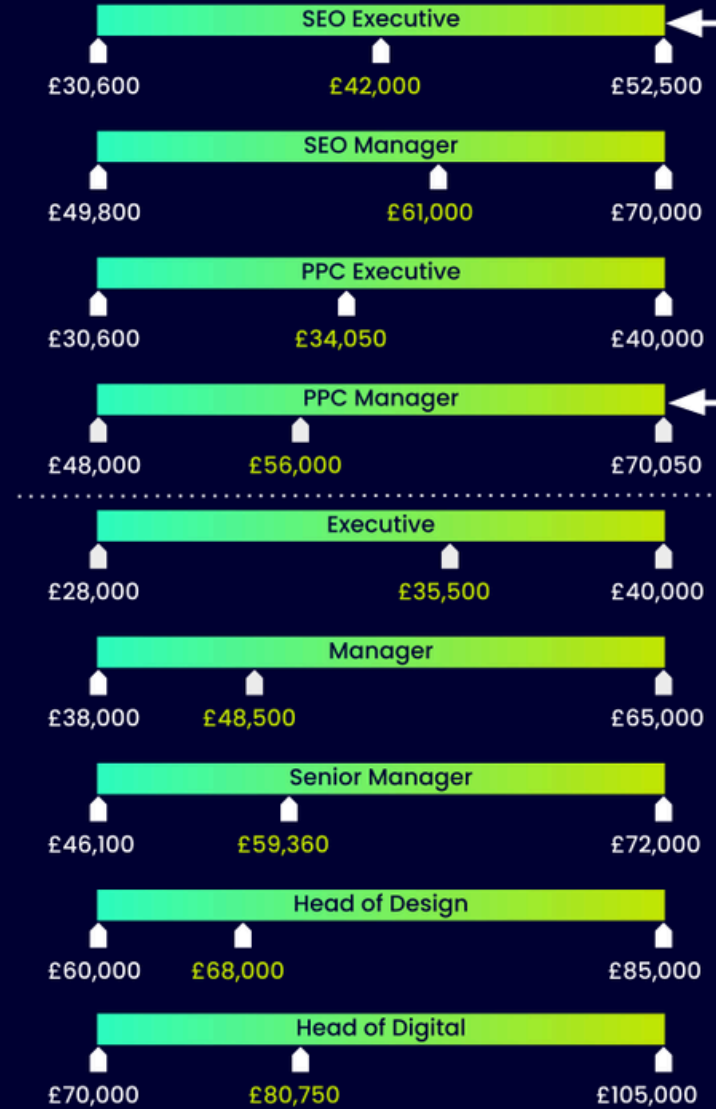 SEO Executive
£30,600 £42,000 £52,500
SEO Manager
£49,800 £61,000 £70,000
PPC Executive
£30,600 £34,050 £40,000
PPC Manager
£48,000 £56,000 £70,050
Executive
£28,000 £35,500 £40,000
Manager
£38,000 £48,500 £65,000
Senior Manager
£46,100 £59,360 £72,000
Head of Design
£60,000 £68,000 £85,000
Head of Digital
£70,000 £80,750 £105,000